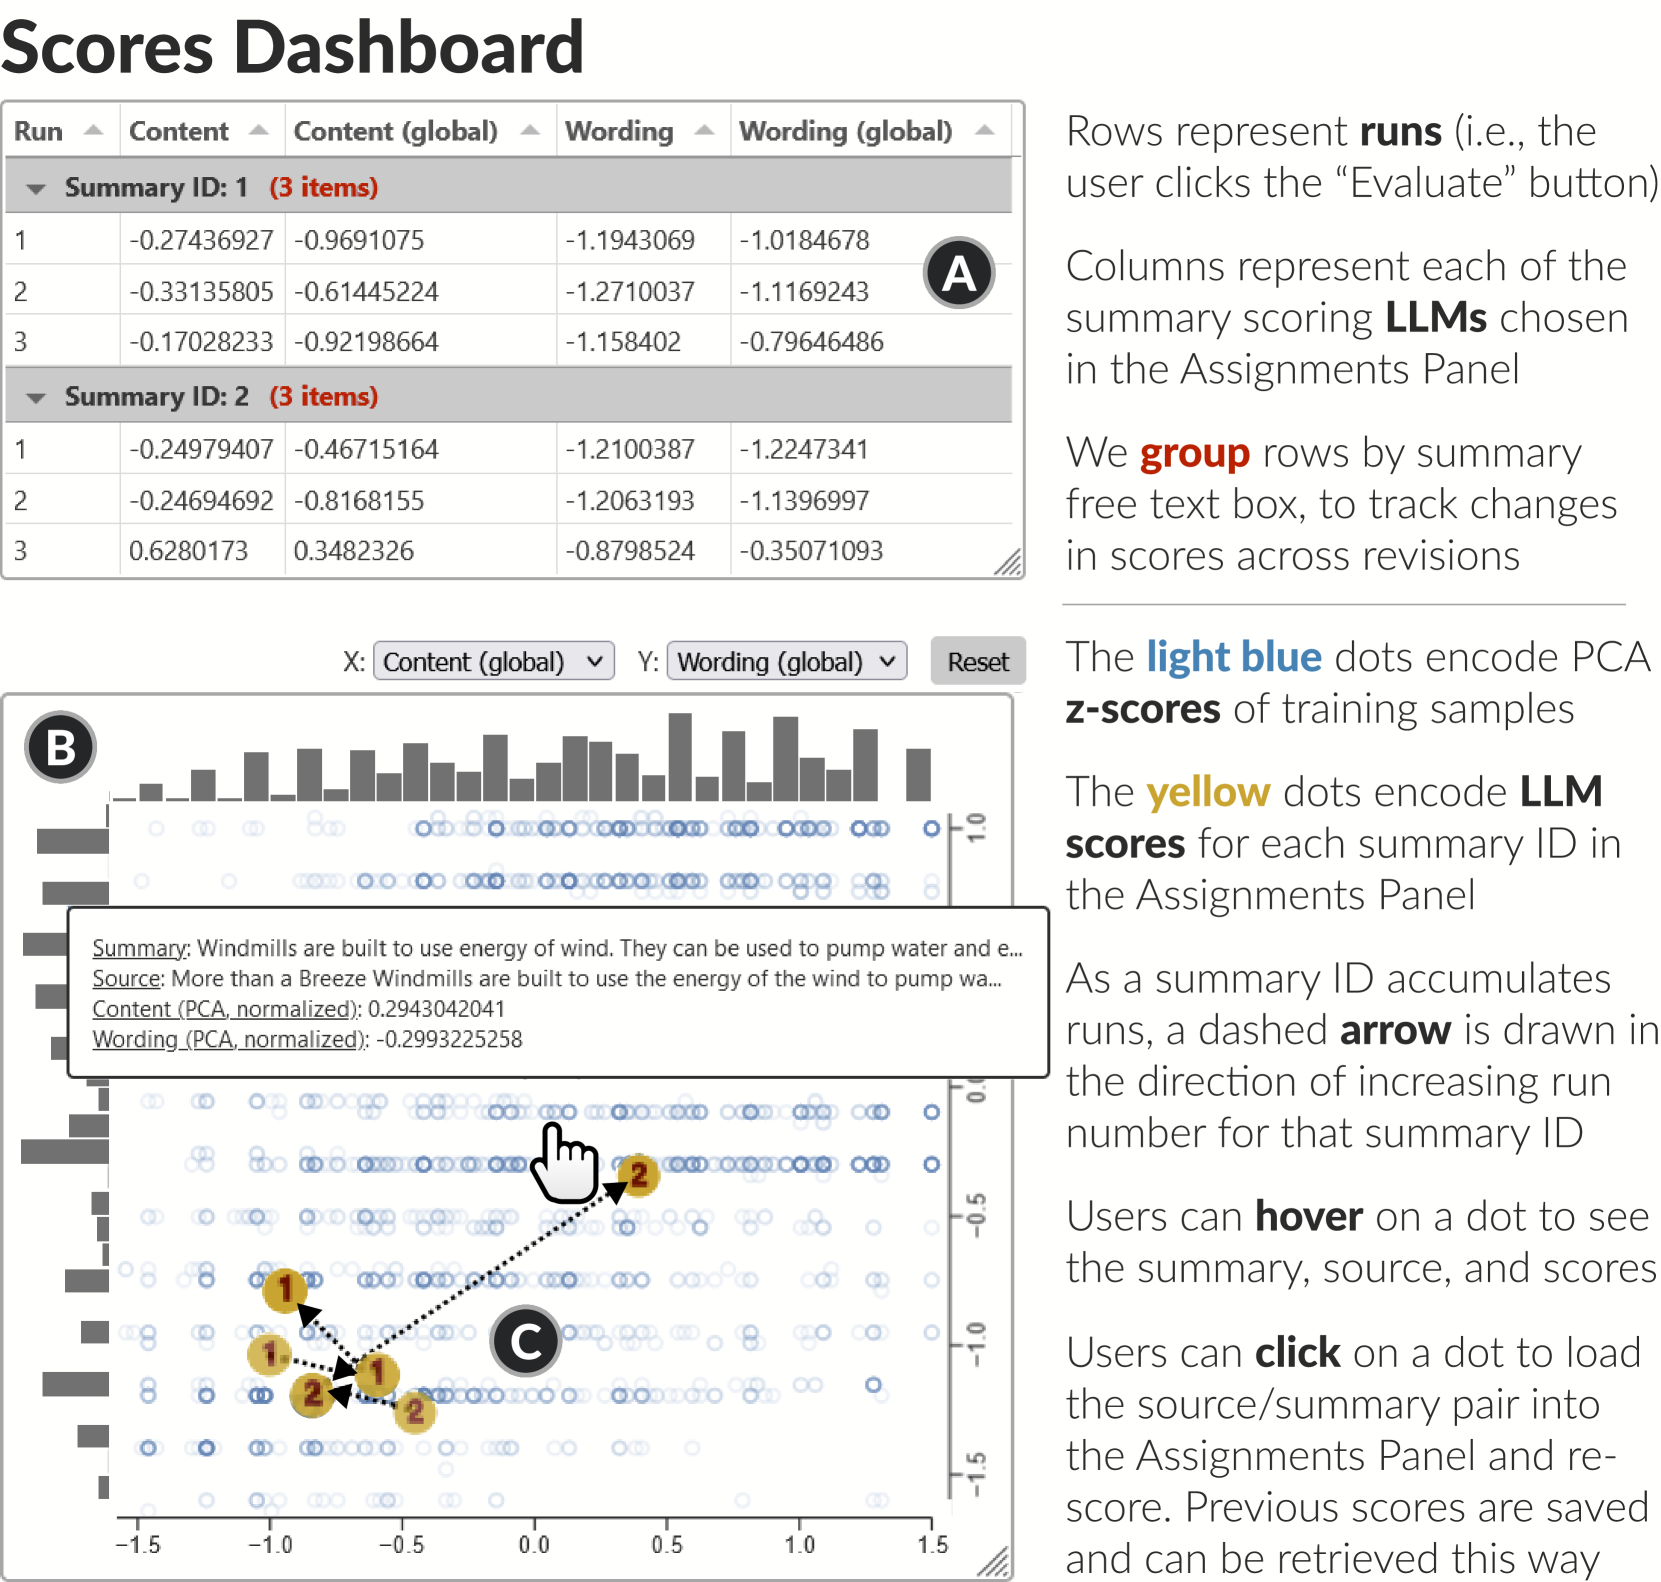 Scores Dashboard
Run Content Content (global) Wording Wording (global)
Summary ID: 1 (3 items)
1 -0.27436927 -0.9691075 -1.1943069 -1.0184678
2 -0.33135805 -0.61445224 -1.2710037 -1.1169243
3 -0.17028233 -0.92198664 -1.158402 -0.79646486
A
Summary ID: 2 (3 items)
1 -0.24979407 -0.46715164 -1.2100387 -1.2247341
2 -0.24694692 -0.8168155 -1.2063193 -1.1396997
3 0.6280173 0.3482326 -0.8798524 -0.35071093
Rows represent runs (i.e., the
user clicks the “Evaluate” button)
Columns represent each of the
summary scoring LLMs chosen
in the Assignments Panel
We group rows by summary
free text box, to track changes
in scores across revisions
X: Content (global) Y: Wording (global) Reset
B
1.0
Summary: Windmills are built to use energy of wind. They can be used to pump water and e...
Source: More than a Breeze Windmills are built to use the energy of the wind to pump wa...
Content (PCA, normalized): 0.2943042041
Wording (PCA, normalized): -0.2993225258
2
−0.5
1
C
−1.0
1
1
2
2
−1.5
−1.5 −1.0 −0.5 0.0 0.5 1.0 1.5
The light blue dots encode PCA
z-scores of training samples
The yellow dots encode LLM
scores for each summary ID in
the Assignments Panel
As a summary ID accumulates
runs, a dashed arrow is drawn in
the direction of increasing run
number for that summary ID
Users can hover on a dot to see
the summary, source, and scores
Users can click on a dot to load
the source/summary pair into
the Assignments Panel and re-
score. Previous scores are saved
and can be retrieved this way